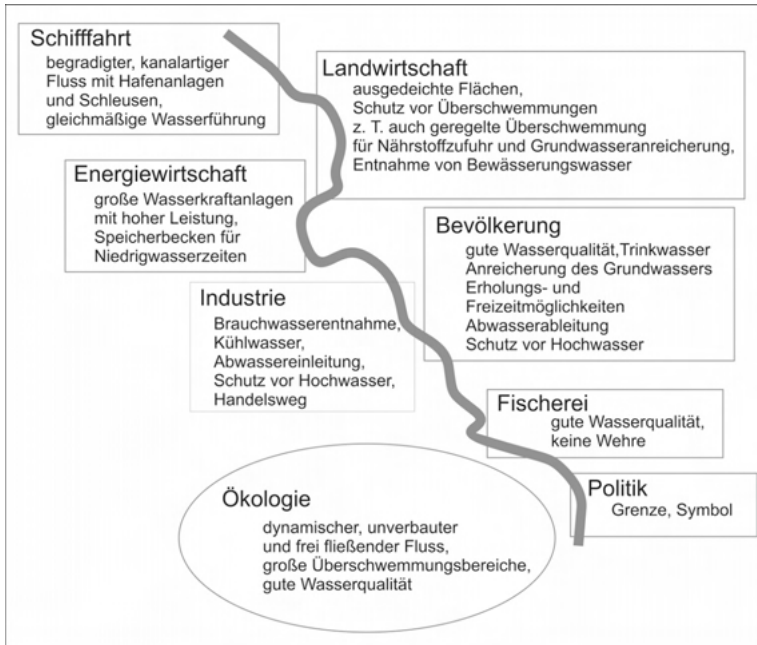 Schifffahrt
begradigter, kanalartiger
Fluss mit Hafenanlagen
und Schleusen,
gleichmäßige Wasserführung
Landwirtschaft
ausgedeichte Flächen,
Schutz vor Überschwemmungen
z. T. auch geregelte Überschwemmung
für Nährstoffzufuhr und Grundwasseranreicherung,
Entnahme von Bewässerungswasser
Energiewirtschaft
große Wasserkraftanlagen
mit hoher Leistung,
Speicherbecken für
Niedrigwasserzeiten
Bevölkerung
gute Wasserqualität,Trinkwasser
Anreicherung des Grundwassers
Erholungs- und
Freizeitmöglichkeiten
Abwasserableitung
Schutz vor Hochwasser
Industrie
Brauchwasserentnahme,
Kühlwasser,
Abwassereinleitung,
Schutz vor Hochwasser,
Handelsweg
Fischerei
gute Wasserqualität,
keine Wehre
Politik
Grenze, Symbol
Ökologie
dynamischer, unverbauter
und frei fließender Fluss,
große Überschwemmungsbereiche,
gute Wasserqualität